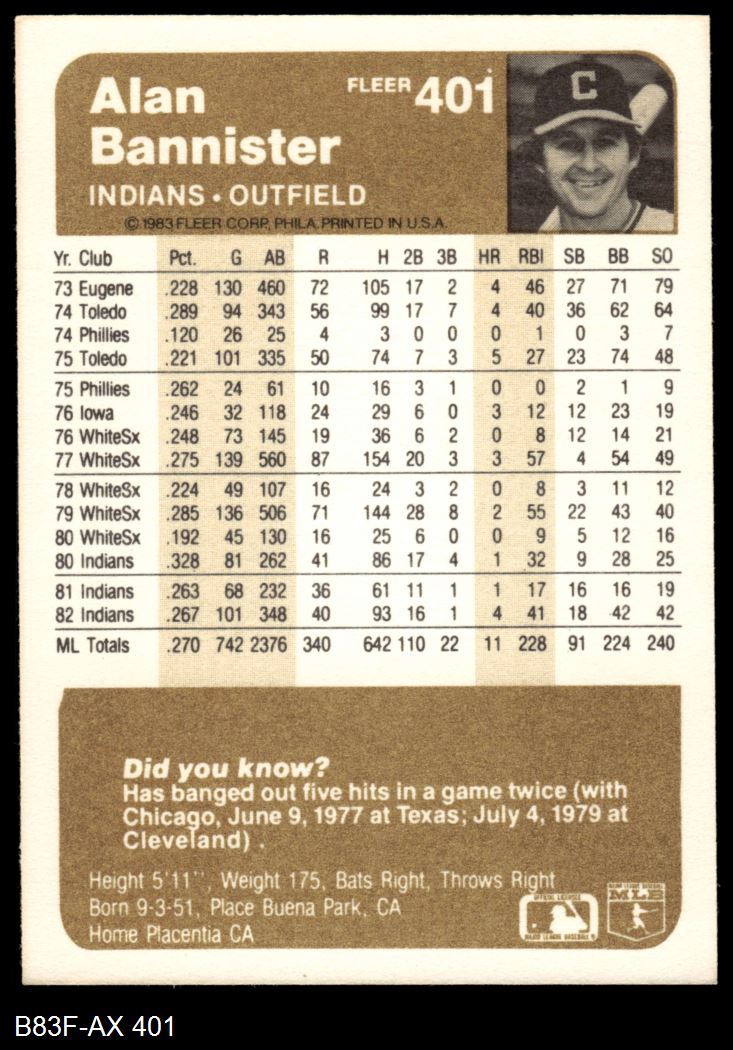 Alan
Bannister
FLEER 401
C
INDIANS • OUTFIELD
© 1983 FLEER CORP., PHILA. PRINTED IN U.S.A.
Yr. Club Pct. G AB R H 2B 3B HR RBI SB BB SO
73 Eugene .228 130 460 72 105 17 2 4 46 27 71 79
74 Toledo .289 94 343 56 99 17 7 4 40 36 62 64
74 Phillies .120 26 25 4 3 0 0 0 1 0 3 7
75 Toledo .221 101 335 50 74 7 3 5 27 23 74 48
75 Phillies .262 24 61 10 16 3 1 0 0 2 1 9
76 Iowa .246 32 118 24 29 6 0 3 12 12 23 19
76 WhiteSx .248 73 145 19 36 6 2 0 8 12 14 21
77 WhiteSx .275 139 560 87 154 20 3 3 57 4 54 49
78 WhiteSx .224 49 107 16 24 3 2 0 8 3 11 12
79 WhiteSx .285 136 506 71 144 28 8 2 55 22 43 40
80 WhiteSx .192 45 130 16 25 6 0 0 9 5 12 16
80 Indians .328 81 262 41 86 17 4 1 32 9 28 25
81 Indians .263 68 232 36 61 11 1 1 17 16 16 19
82 Indians .267 101 348 40 93 16 1 4 41 18 42 42
ML Totals .270 742 2376 340 642 110 22 11 228 91 224 240
Did you know?
Has banged out five hits in a game twice (with
Chicago, June 9, 1977 at Texas; July 4, 1979 at
Cleveland) .
Height 5'11'', Weight 175, Bats Right, Throws Right
Born 9-3-51, Place Buena Park, CA
Home Placentia CA
OFFICIAL LICENSEE
MAJOR LEAGUE BASEBALL
B83F-AX 401